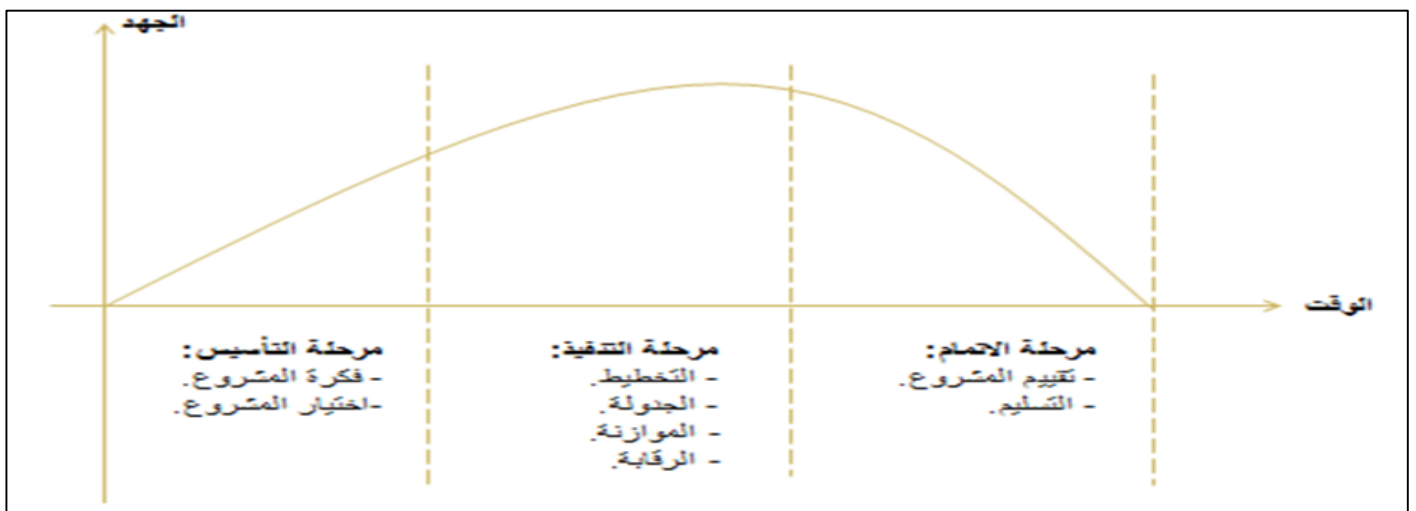 الجهد
الوقت
مرحلة التأسيس:
- فكرة المشروع.
-اختيار المشروع.
مرحلة التنفيذ:
- التخطيط.
- الجدولة.
- الموازنة.
- الرقابة.
مرحلة الاتمام:
- تقييم المشروع.
- التسليم.